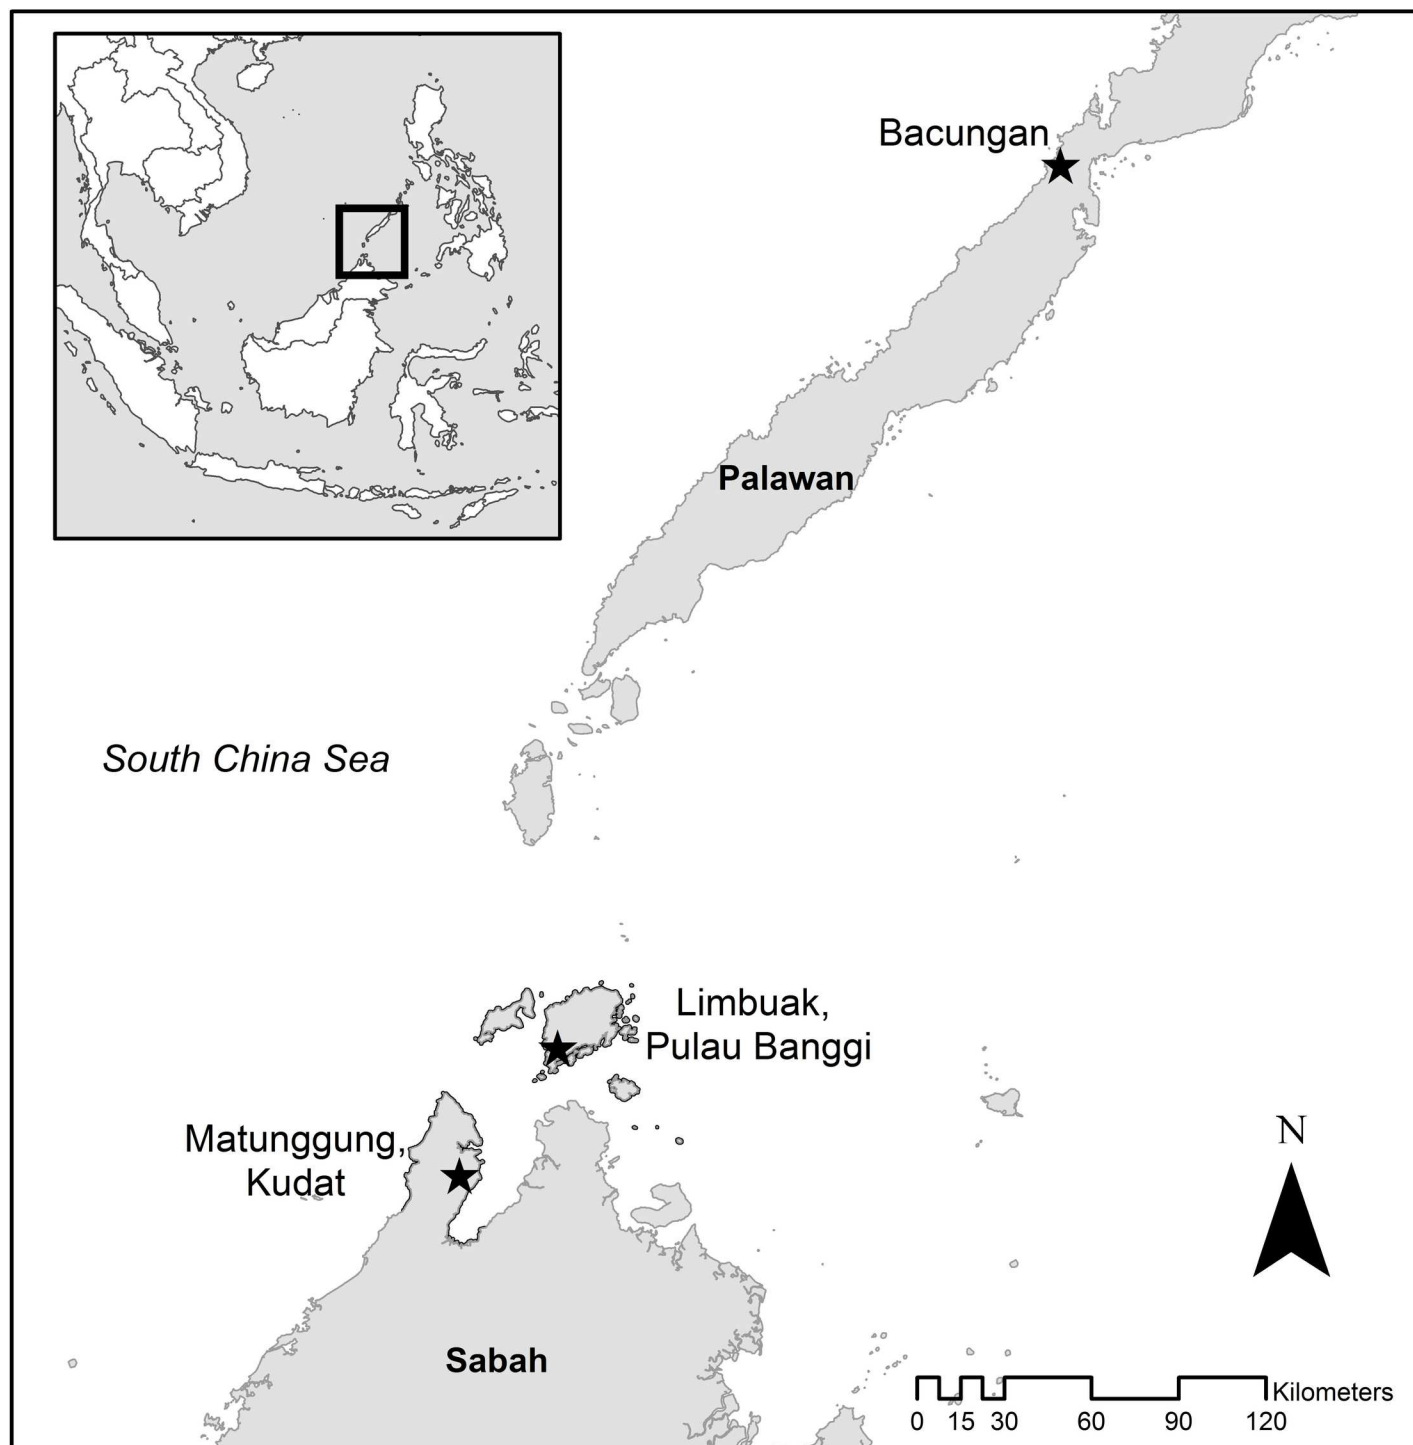 Bacungan
Palawan
South China Sea
Limbuak,
Pulau Banggi
Matunggung,
Kudat
N
Sabah
Kilometers
0 15 30 60 90 120